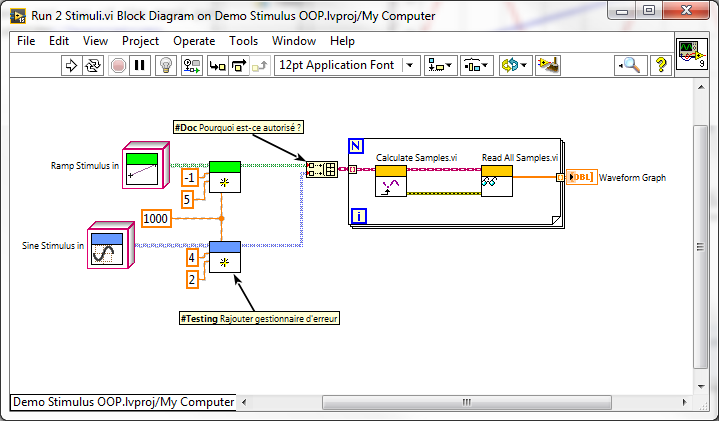 Run 2 Stimuli.vi Block Diagram on Demo Stimulus OOP.lvproj/My Computer
File Edit View Project Operate Tools Window Help
12pt Application Font
9
#Doc Pourquoi est-ce autorisé ?
Ramp Stimulus in
-1
5
1000
Sine Stimulus in
4
2
#Testing Rajouter gestionnaire d'erreur
N
Calculate Samples.vi
Read All Samples.vi
i
DBL
Waveform Graph
Demo Stimulus OOP.lvproj/My Computer